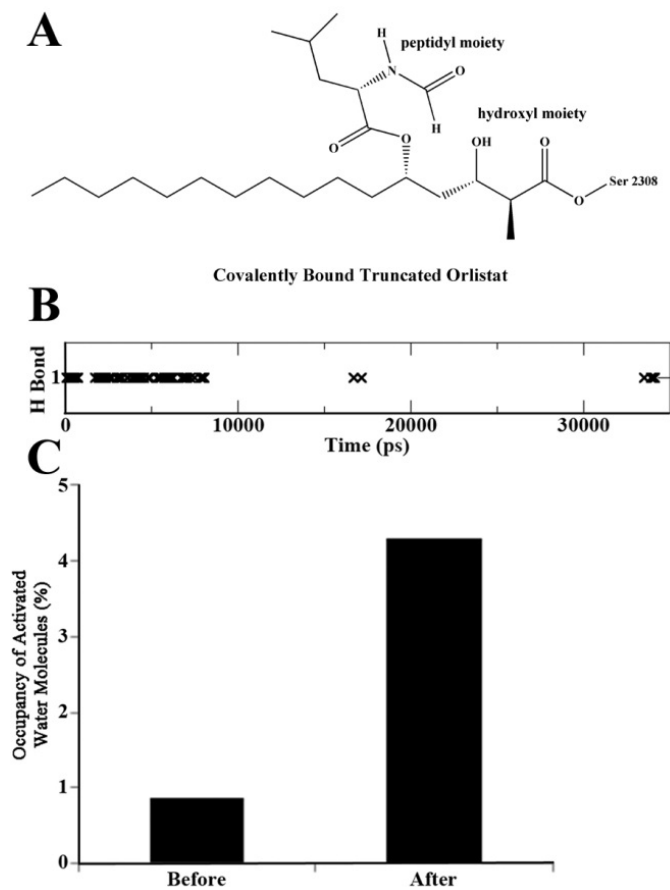 A
H
N
peptidyl moiety
O
H
hydroxyl moiety
O
O
OH
O
O
Ser 2308
Covalently Bound Truncated Orlistat
B
H Bond
1
0
10000
20000
30000
Time (ps)
C
Occupancy of Activated
Water Molecules (%)
5
4
3
2
1
0
Before
After